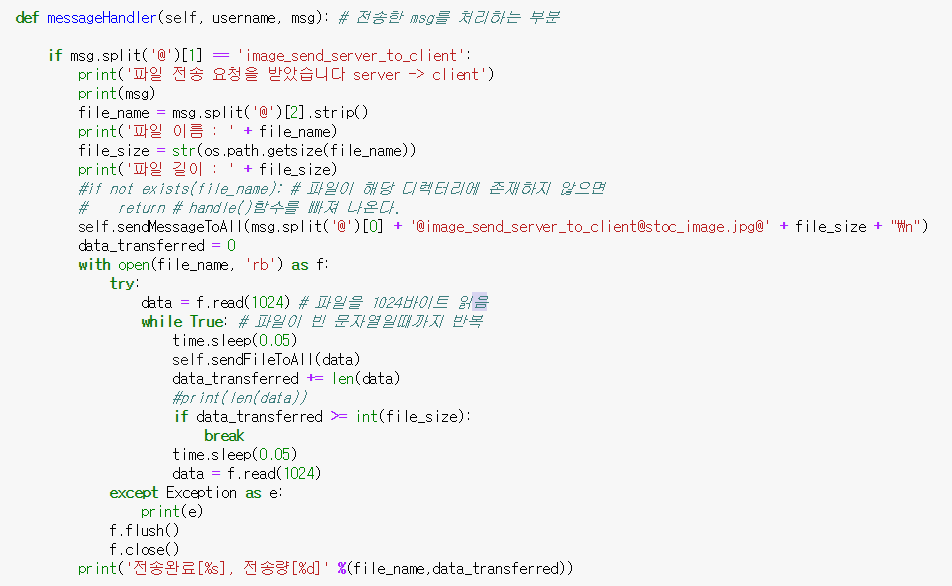 def messageHandler(self, username, msg): # 전송한 msg를 처리하는 부분
if msg.split('@')[1] == 'image_send_server_to_client':
print('파일 전송 요청을 받았습니다 server -> client')
print(msg)
file_name = msg.split('@')[2].strip()
print('파일 이름 : ' + file_name)
file_size = str(os.path.getsize(file_name))
print('파일 길이 : ' + file_size)
#if not exists(file_name): # 파일이 해당 디렉터리에 존재하지 않으면
#    return # handle()함수를 빠져 나온다.
self.sendMessageToAll(msg.split('@')[0] + '@image_send_server_to_client@stoc_image.jpg@' + file_size + "₩n")
data_transferred = 0
with open(file_name, 'rb') as f:
try:
data = f.read(1024) # 파일을 1024바이트 읽음
while True: # 파일이 빈 문자열일때까지 반복
time.sleep(0.05)
self.sendFileToAll(data)
data_transferred += len(data)
#print(len(data))
if data_transferred >= int(file_size):
break
time.sleep(0.05)
data = f.read(1024)
except Exception as e:
print(e)
f.flush()
f.close()
print('전송완료[%s], 전송량[%d]' %(file_name,data_transferred))